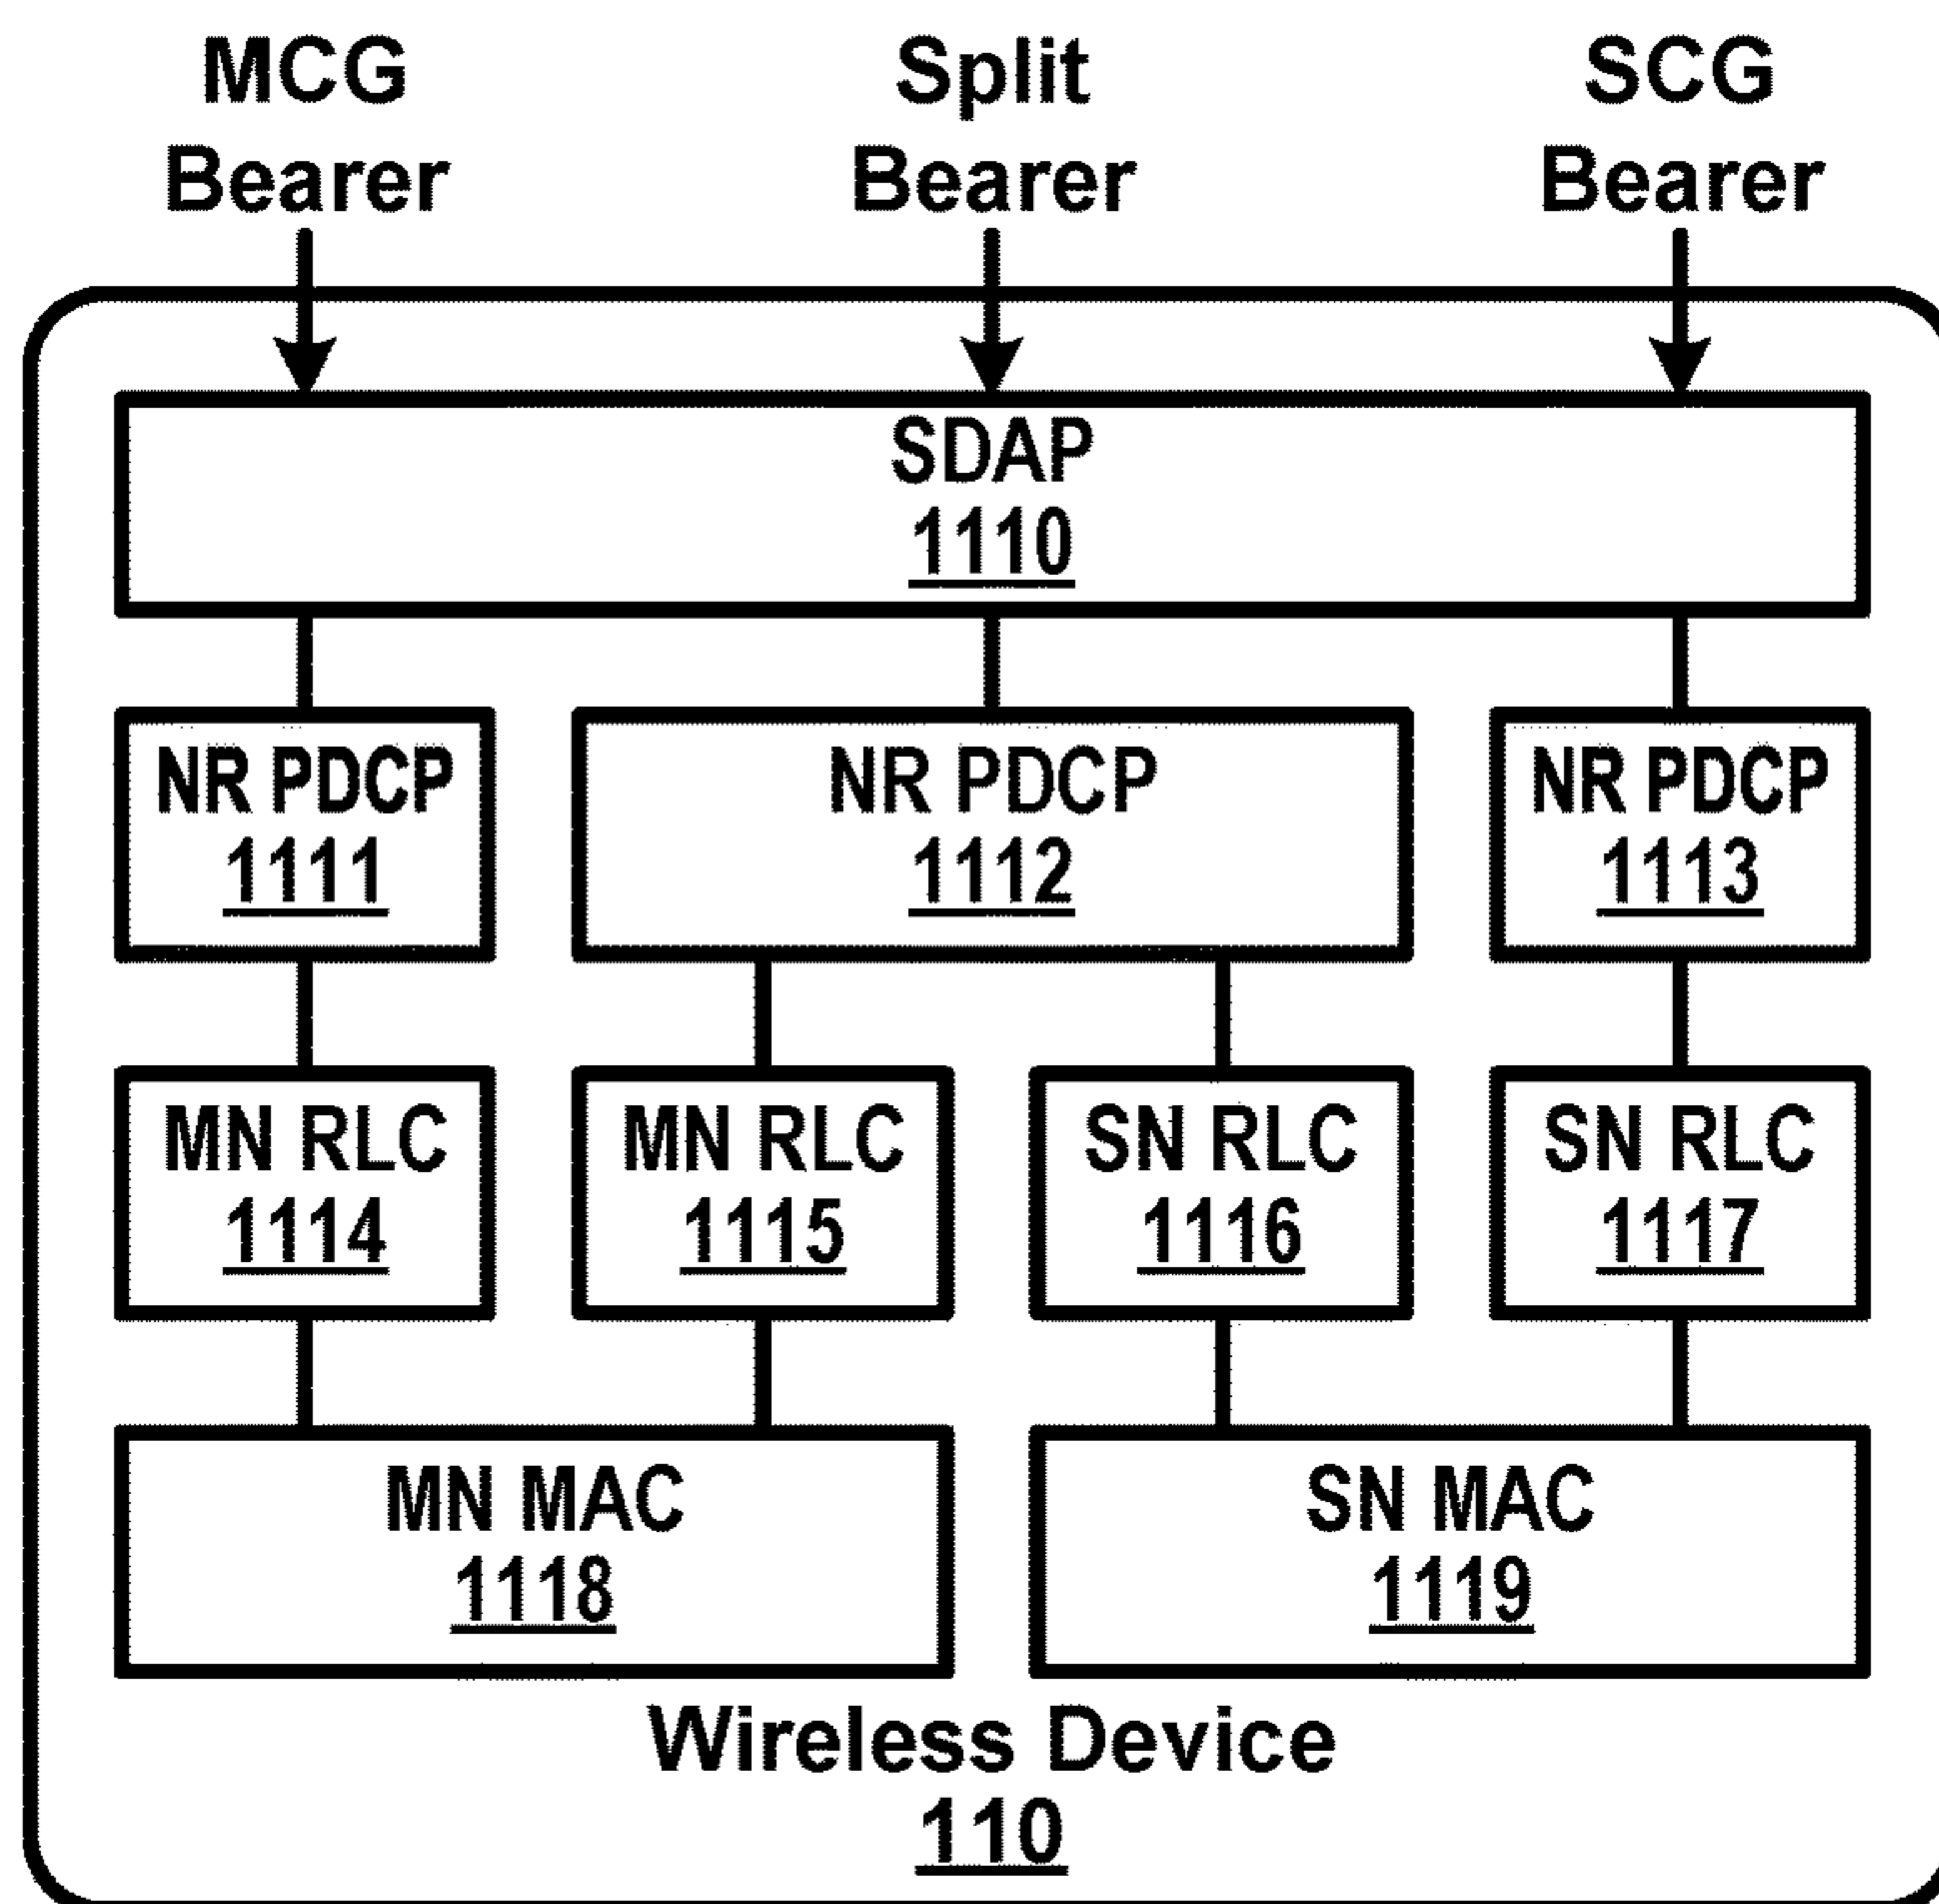 MCG
Bearer
Split
Bearer
SCG
Bearer
SDAP
1110
NR PDCP
1111
NR PDCP
1112
NR PDCP
1113
MN RLC
1114
MN RLC
1115
SN RLC
1116
SN RLC
1117
MN MAC
1118
SN MAC
1119
Wireless Device
110